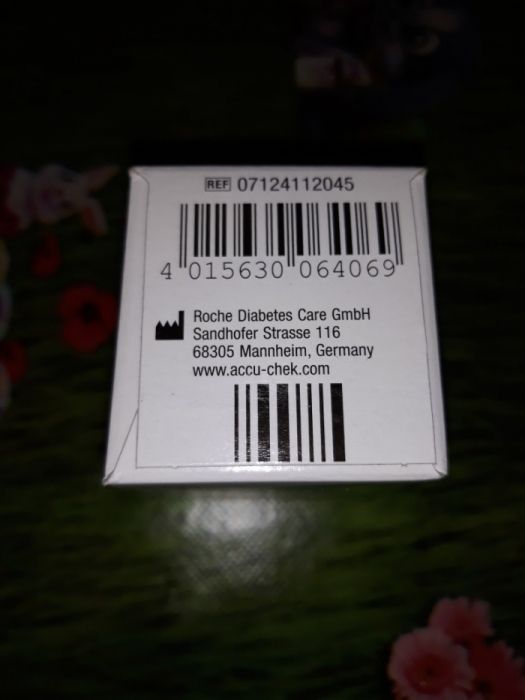 REF 07124112045
4 015630 064069
Roche Diabetes Care GmbH
Sandhofer Strasse 116
68305 Mannheim, Germany
www.accu-chek.com